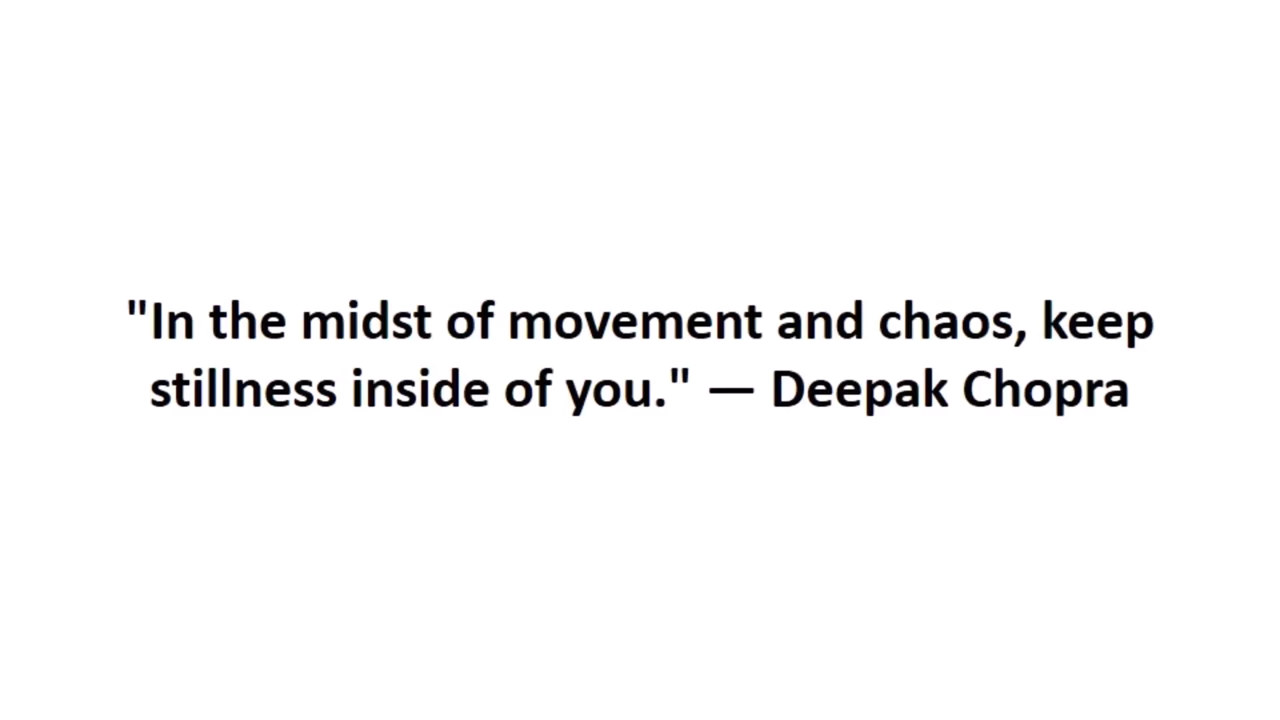 "In the midst of movement and chaos, keep
stillness inside of you." — Deepak Chopra